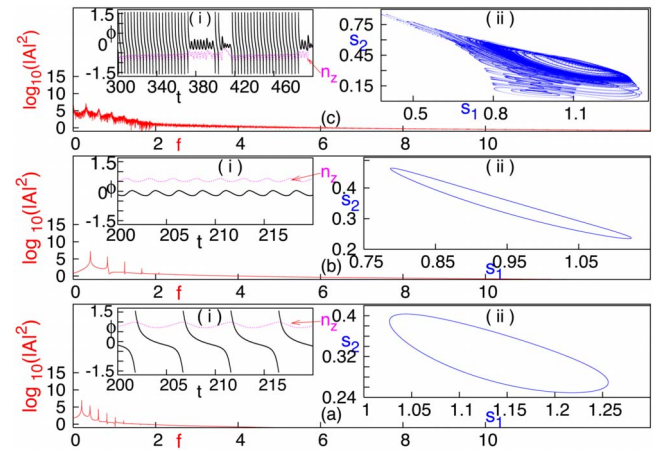 1.5
ϕ
0
-1.5
( i )
n_z
300 340 380 420 460
t
0.75
s_2
0.45
0.15
( ii )
0.5 0.8 1.1
s_1
log_10(|A|^2)
15
10
5
0
(c)
2 4 6 8 10
f
1.5
ϕ
0
-1.5
( i )
n_z
200 205 210 215
t
0.4
s_2
0.3
0.2
( ii )
0.75 0.85 0.95 1.05
s_1
log_10(|A|^2)
15
10
5
0
(b)
0 2 4 6 8 10
f
1.5
ϕ
0
-1.5
( i )
n_z
200 205 210 215
t
0.4
s_2
0.32
0.24
( ii )
1 1.05 1.1 1.15 1.2 1.25
s_1
log_10(|A|^2)
15
10
5
0
(a)
0 2 4 6 8 10
f